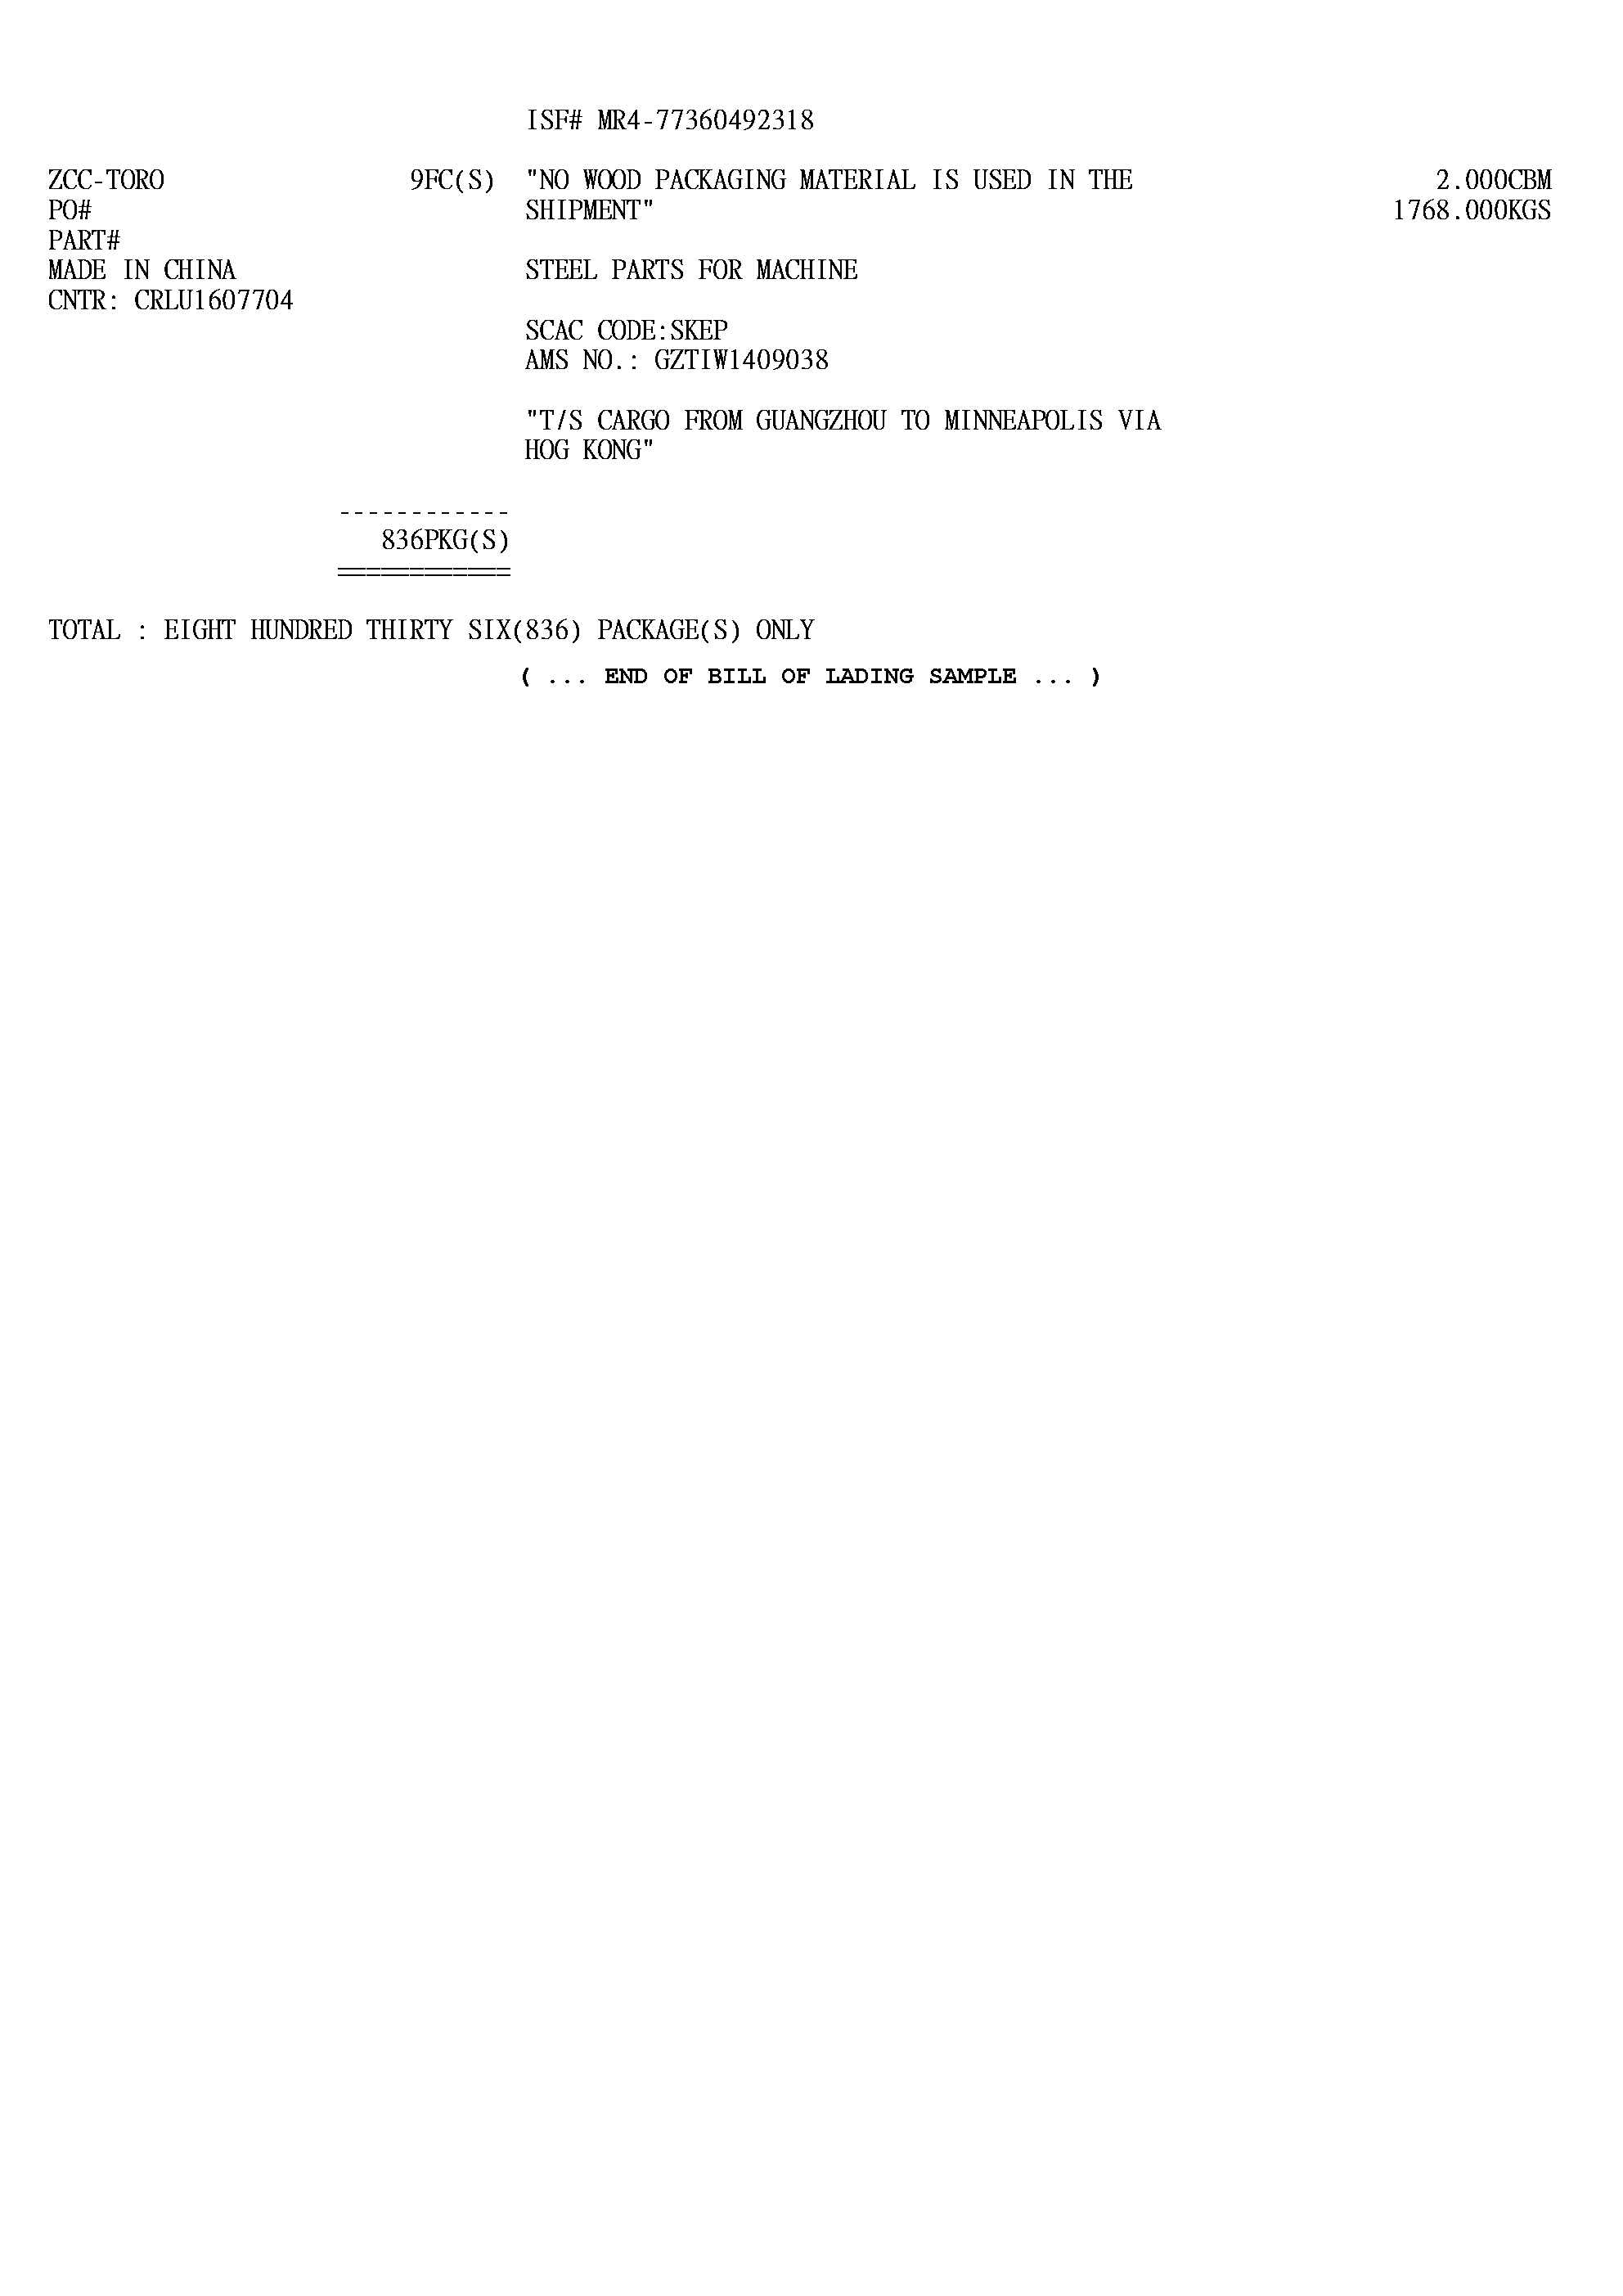 ISF# MR4-77360492318
ZCC-TORO 9FC(S) "NO WOOD PACKAGING MATERIAL IS USED IN THE 2.000CBM
PO# SHIPMENT" 1768.000KGS
PART#
MADE IN CHINA STEEL PARTS FOR MACHINE
CNTR: CRLU1607704
SCAC CODE:SKEP
AMS NO.: GZTIW1409038
"T/S CARGO FROM GUANGZHOU TO MINNEAPOLIS VIA
HOG KONG"
------------
836PKG(S)
============
TOTAL : EIGHT HUNDRED THIRTY SIX(836) PACKAGE(S) ONLY
( ... END OF BILL OF LADING SAMPLE ... )